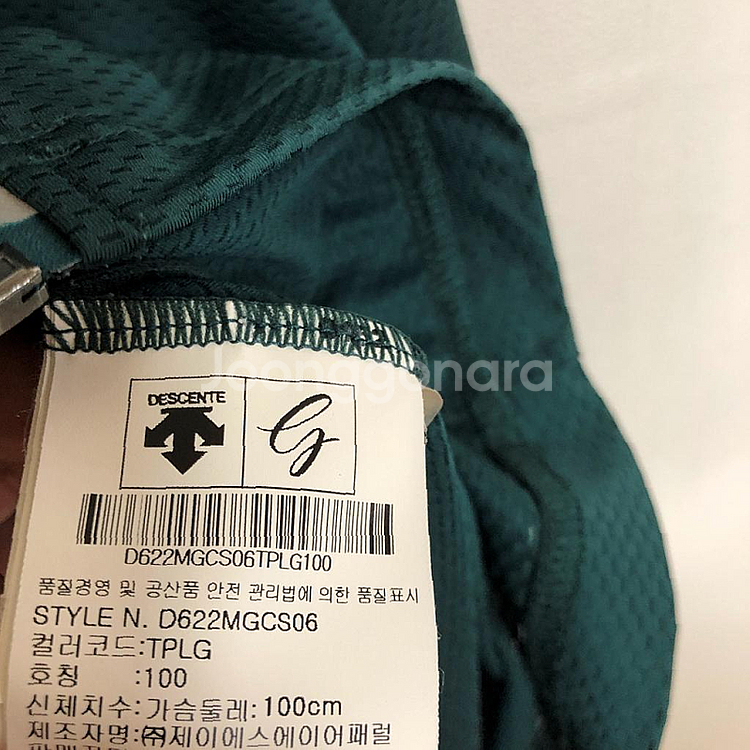 Joonggonara
DESCENTE
G
D622MGCS06TPLG100
품질경영 및 공산품 안전 관리법에 의한 품질표시
STYLE N. D622MGCS06
컬러코드:TPLG
호칭 :100
신체치수:가슴둘레:100cm
제조자명:㈜제이에스에이어패럴